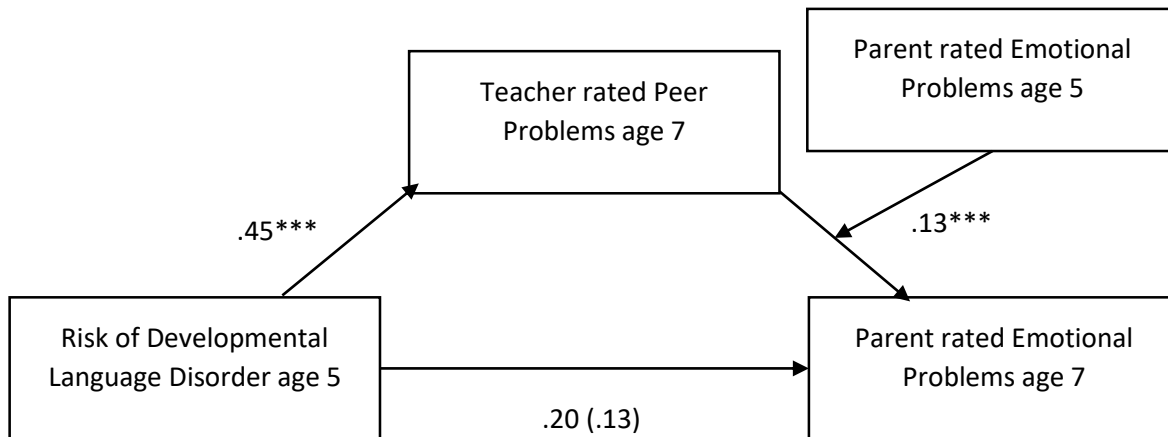 Parent rated Emotional
Problems age 5
Teacher rated Peer
Problems age 7
.45***
.13***
Risk of Developmental
Language Disorder age 5
Parent rated Emotional
Problems age 7
.20 (.13)